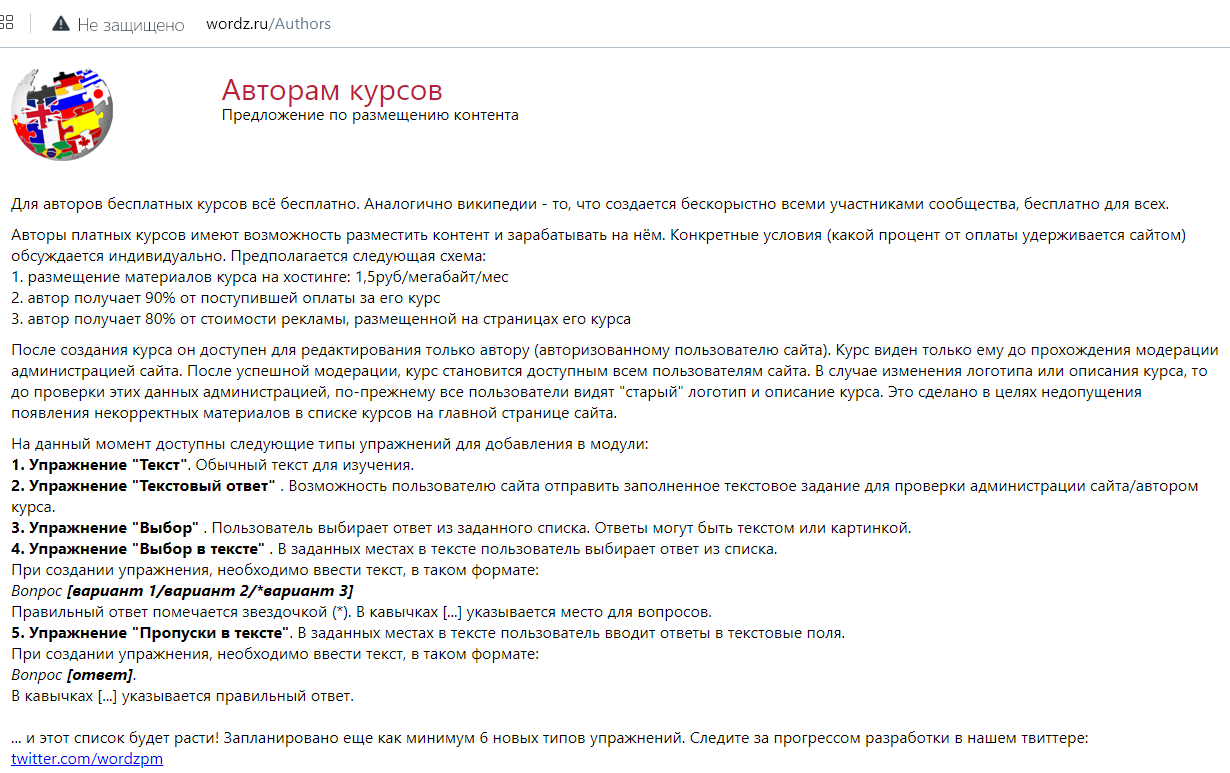 Не защищено wordz.ru/Authors
Авторам курсов
Предложение по размещению контента
Для авторов бесплатных курсов всё бесплатно. Аналогично википедии - то, что создается бескорыстно всеми участниками сообщества, бесплатно для всех.
Авторы платных курсов имеют возможность разместить контент и зарабатывать на нём. Конкретные условия (какой процент от оплаты удерживается сайтом)
обсуждается индивидуально. Предполагается следующая схема:
1. размещение материалов курса на хостинге: 1,5руб/мегабайт/мес
2. автор получает 90% от поступившей оплаты за его курс
3. автор получает 80% от стоимости рекламы, размещенной на страницах его курса
После создания курса он доступен для редактирования только автору (авторизованному пользователю сайта). Курс виден только ему до прохождения модерации
администрацией сайта. После успешной модерации, курс становится доступным всем пользователям сайта. В случае изменения логотипа или описания курса, то
до проверки этих данных администрацией, по-прежнему все пользователи видят "старый" логотип и описание курса. Это сделано в целях недопущения
появления некорректных материалов в списке курсов на главной странице сайта.
На данный момент доступны следующие типы упражнений для добавления в модули:
1. Упражнение "Текст". Обычный текст для изучения.
2. Упражнение "Текстовый ответ" . Возможность пользователю сайта отправить заполненное текстовое задание для проверки администрации сайта/автором
курса.
3. Упражнение "Выбор" . Пользователь выбирает ответ из заданного списка. Ответы могут быть текстом или картинкой.
4. Упражнение "Выбор в тексте" . В заданных местах в тексте пользователь выбирает ответ из списка.
При создании упражнения, необходимо ввести текст, в таком формате:
Вопрос [вариант 1/вариант 2/*вариант 3]
Правильный ответ помечается звездочкой (*). В кавычках [...] указывается место для вопросов.
5. Упражнение "Пропуски в тексте". В заданных местах в тексте пользователь вводит ответы в текстовые поля.
При создании упражнения, необходимо ввести текст, в таком формате:
Вопрос [ответ].
В кавычках [...] указывается правильный ответ.
... и этот список будет расти! Запланировано еще как минимум 6 новых типов упражнений. Следите за прогрессом разработки в нашем твиттере:
twitter.com/wordzpm